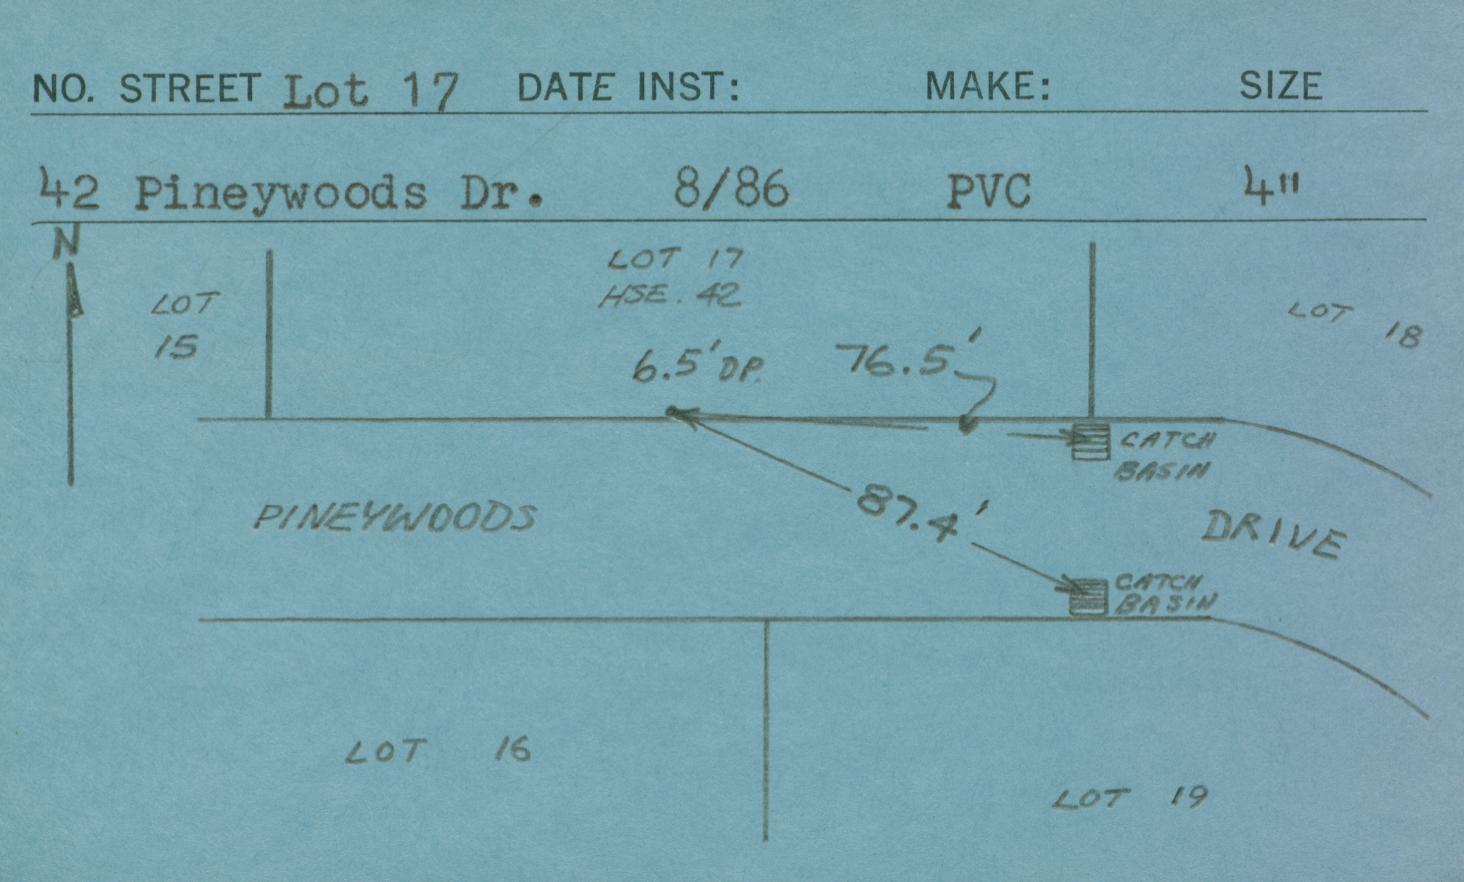 NO. STREET Lot 17 DATE INST: MAKE: SIZE
42 Pineywoods Dr. 8/86 PVC 4"
N
LOT 15
LOT 17
HSE. 42
LOT 18
6.5' DP. 76.5'
CATCH
BASIN
PINEYWOODS 87.4' DRIVE
CATCH
BASIN
LOT 16
LOT 19